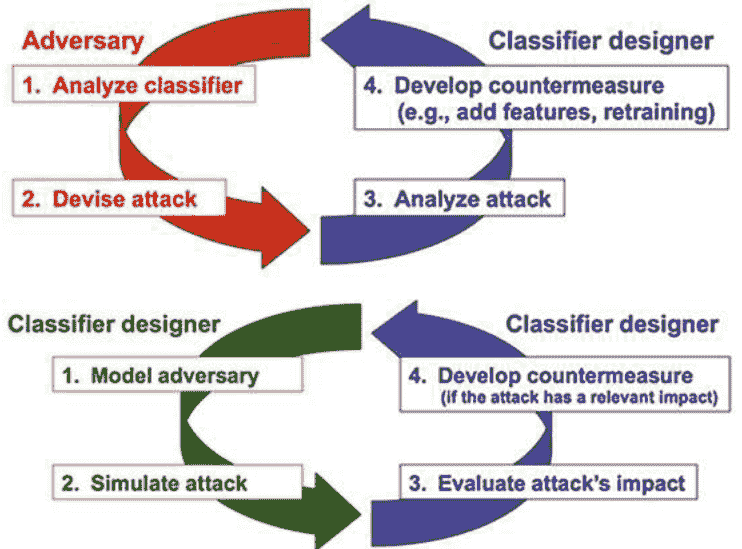 Adversary
Classifier designer
1. Analyze classifier
4. Develop countermeasure
(e.g., add features, retraining)
2. Devise attack
3. Analyze attack
Classifier designer
Classifier designer
1. Model adversary
4. Develop countermeasure
(if the attack has a relevant impact)
2. Simulate attack
3. Evaluate attack's impact